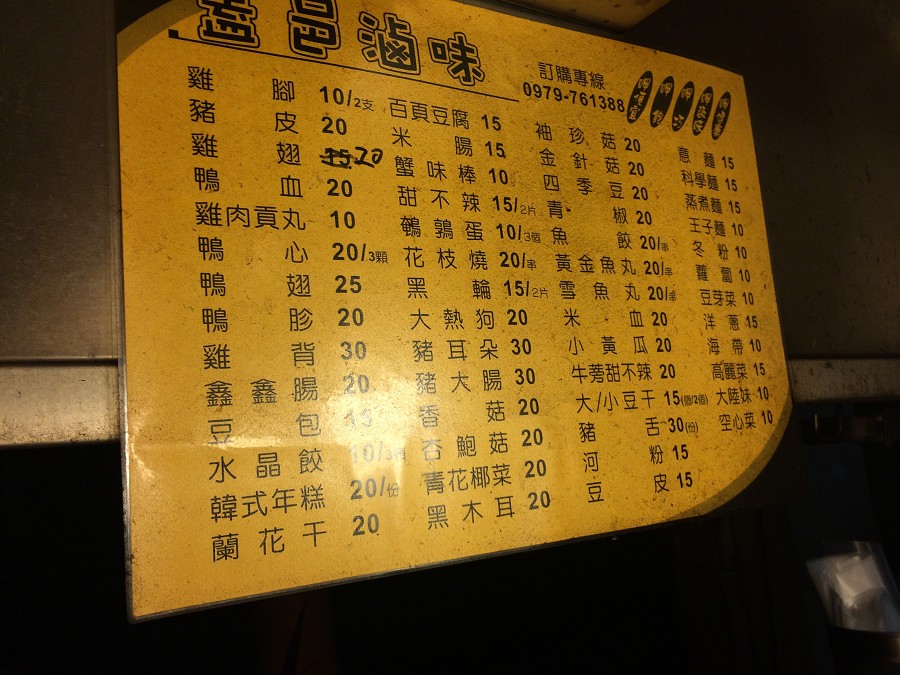 邑滷味
訂購專線
0979-761388
呷便宜
呷飽
雞腳 10/2支
豬皮 20
雞翅 20
鴨血 20
雞肉貢丸 10
鴨心 20/3顆
鴨翅 25
鴨胗 20
雞背 30
鑫鑫腸 20
豆包 15
水晶餃 10/3個
韓式年糕 20/份
蘭花干 20
百頁豆腐 15
米腸 15
蟹味棒 10
甜不辣 15/2片
鵪鶉蛋 10/3個
花枝燒 20/串
黑輪 15/2片
大熱狗 20
豬耳朵 30
豬大腸 30
香菇 20
杏鮑菇 20
青花椰菜 20
黑木耳 20
袖珍菇 20
金針菇 20
四季豆 20
青椒 20
魚餃 20/串
黃金魚丸 20/串
雪魚丸 20/串
米血 20
小黃瓜 20
牛蒡甜不辣 20
大/小豆干 15(個/2個)
豬舌 30(份)
河粉 15
豆皮 15
意麵 15
科學麵 15
蒸煮麵 15
王子麵 10
冬粉 10
蘿蔔 10
豆芽菜 10
洋蔥 15
海帶 10
高麗菜 15
大陸妹 10
空心菜 10